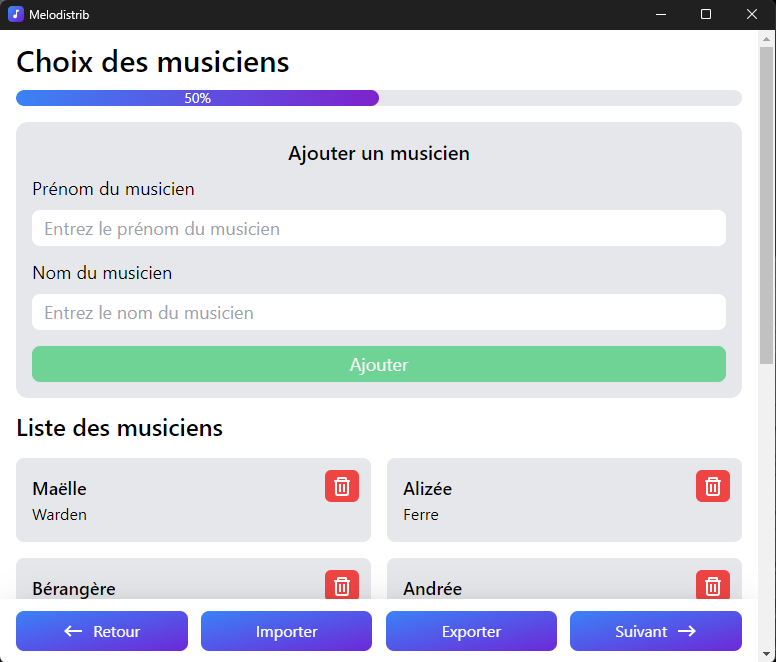 Melodistrib
Choix des musiciens
50%
Ajouter un musicien
Prénom du musicien
Entrez le prénom du musicien
Nom du musicien
Entrez le nom du musicien
Ajouter
Liste des musiciens
Maëlle
Warden
Alizée
Ferre
Bérangère
Andrée
Retour
Importer
Exporter
Suivant